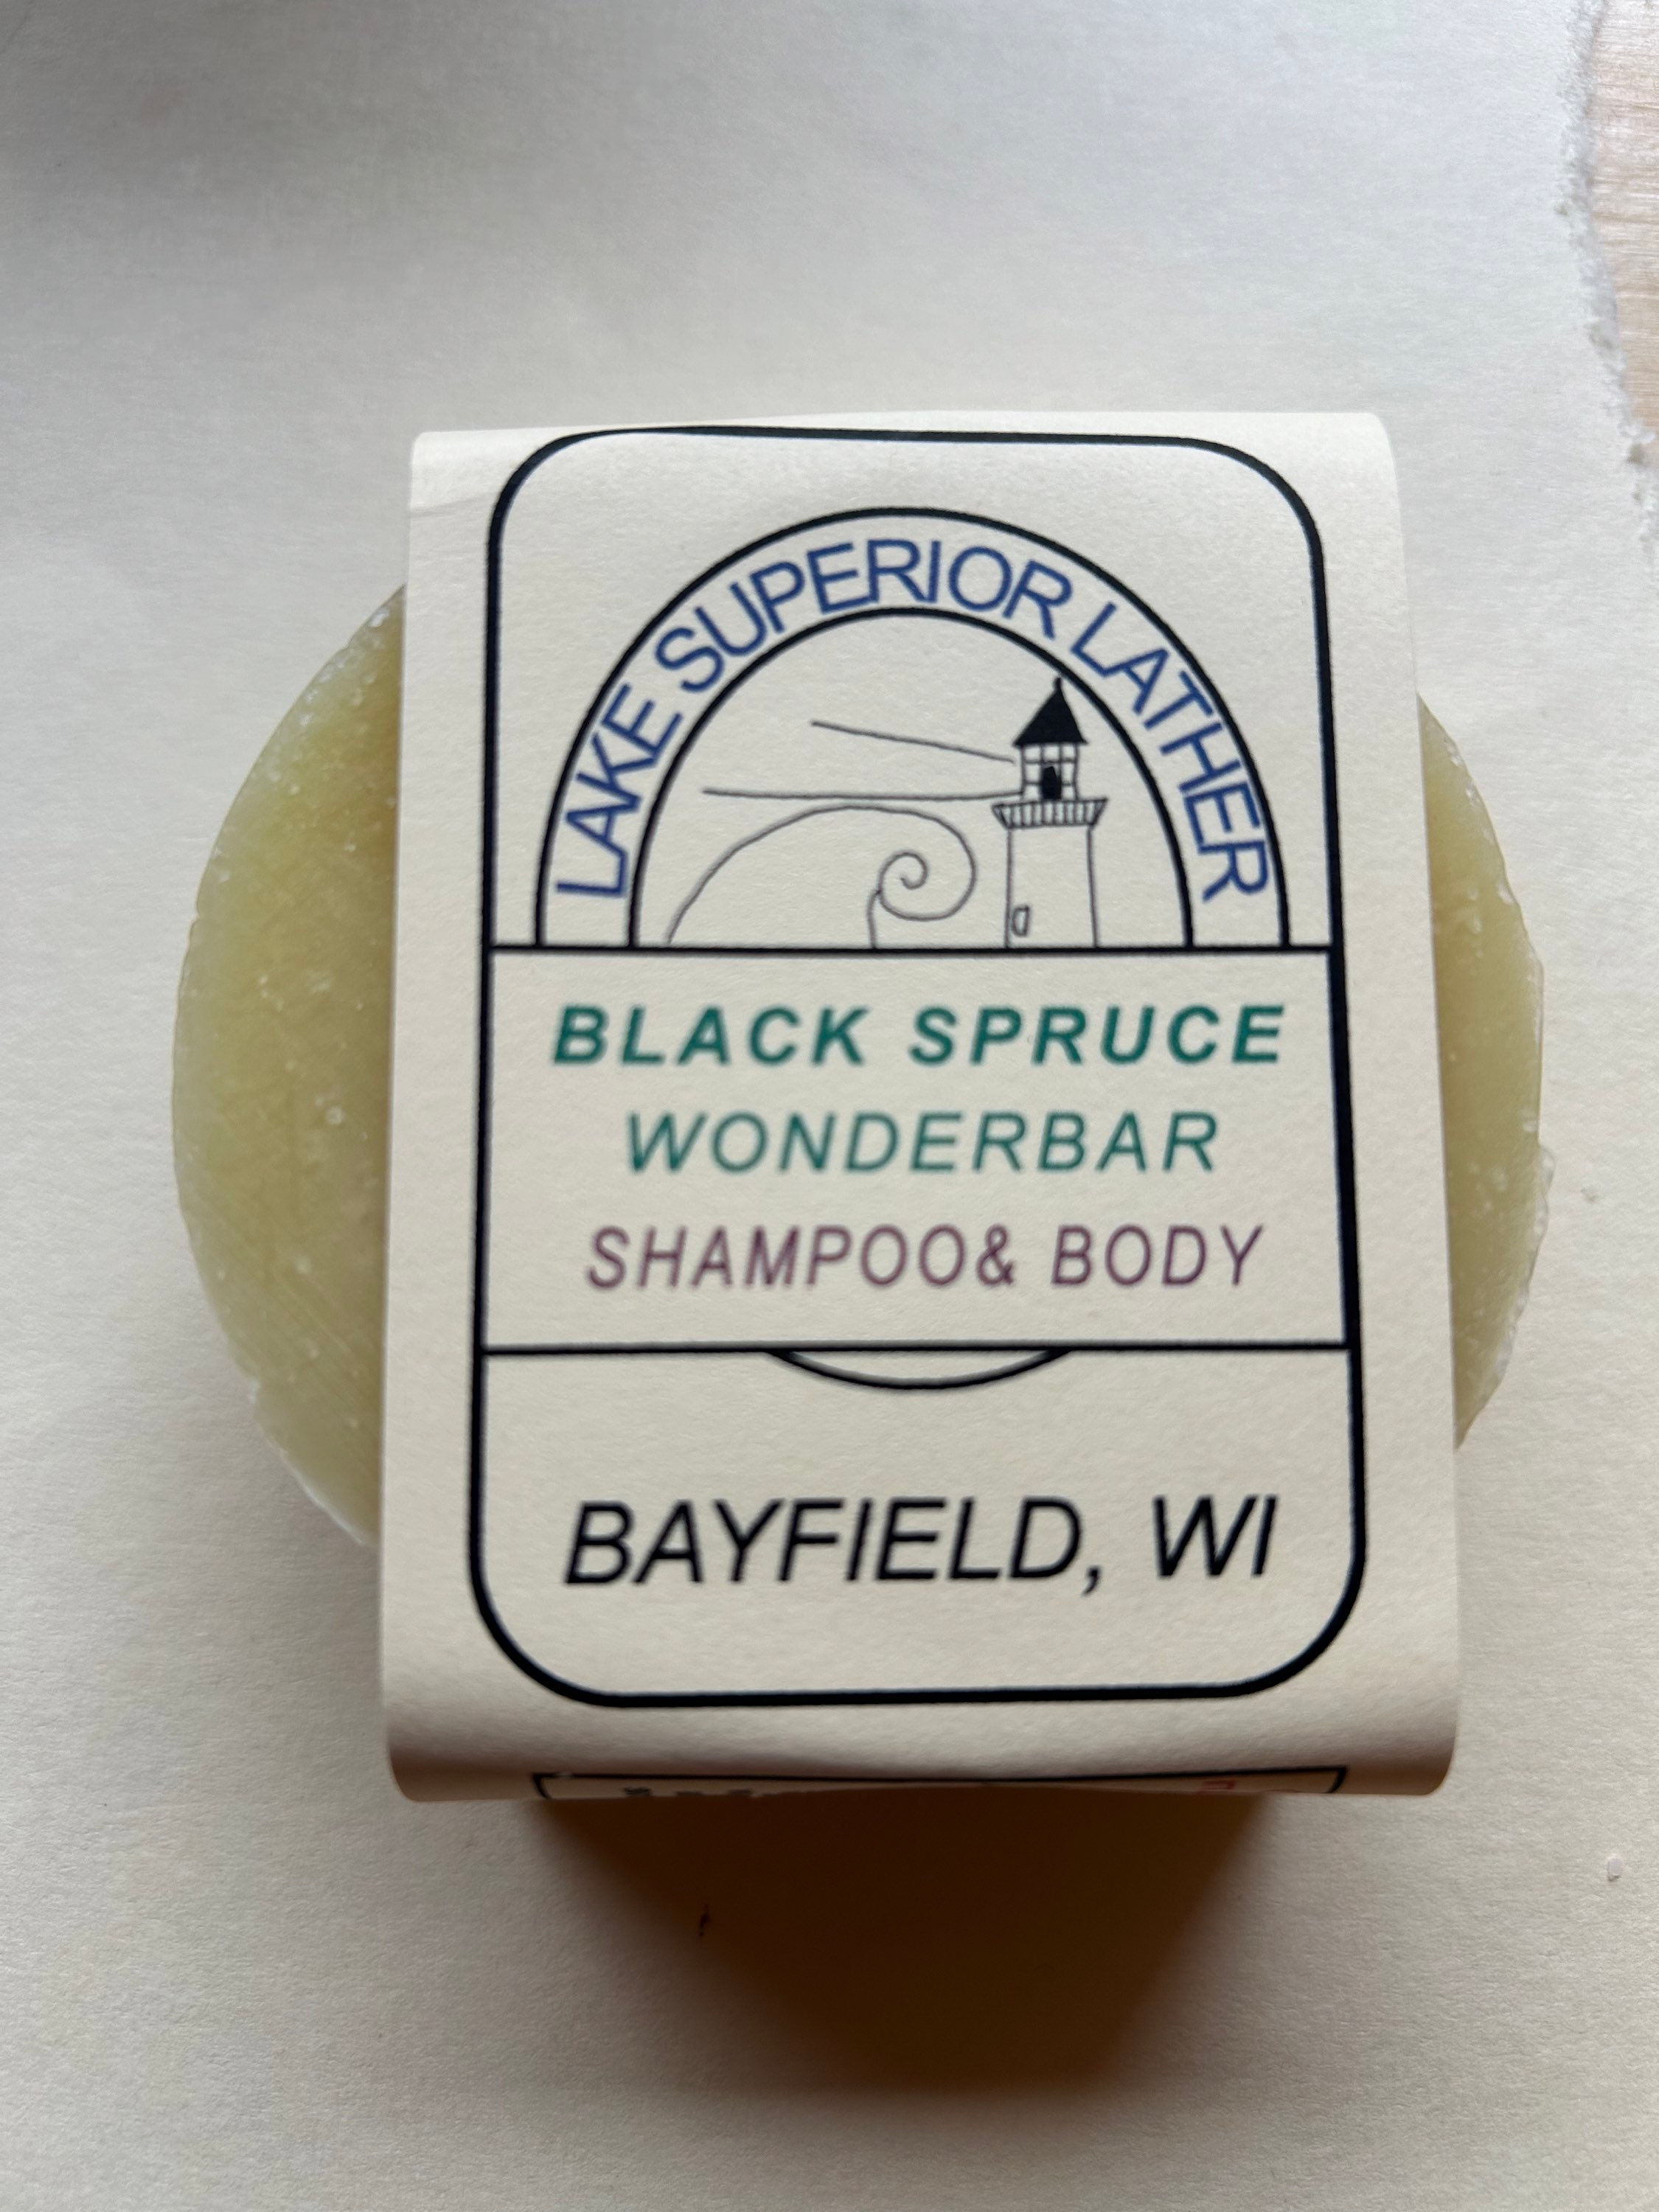 LAKE SUPERIOR LATHER
BLACK SPRUCE
WONDERBAR
SHAMPOO& BODY
BAYFIELD, WI